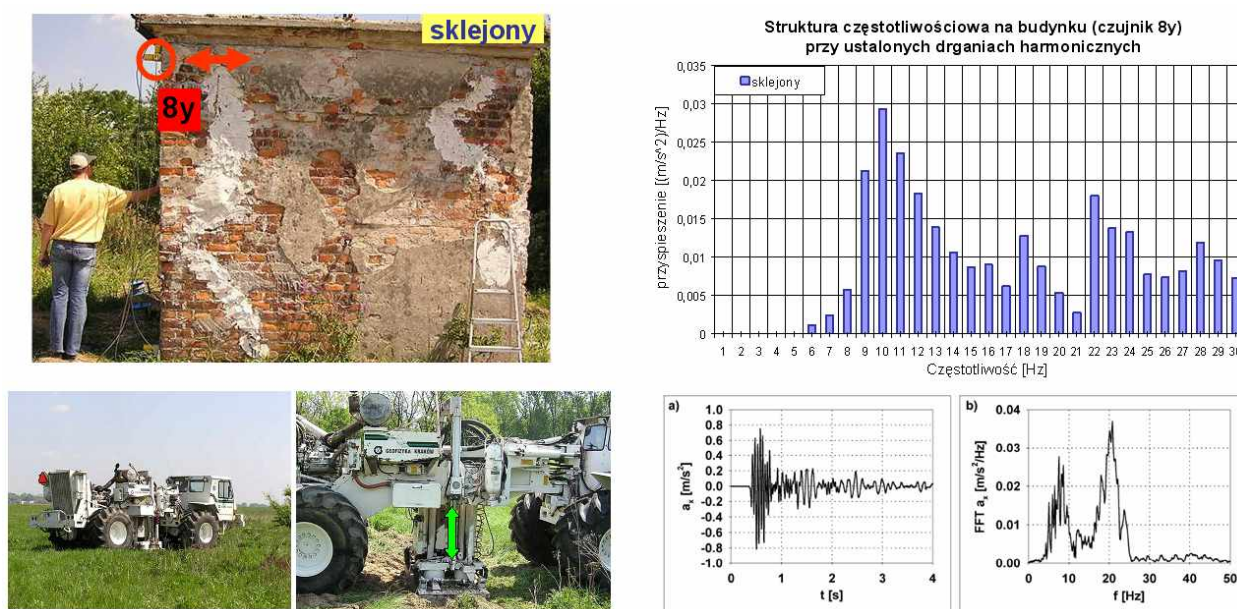 sklejony
8y
Struktura częstotliwościowa na budynku (czujnik 8y)
przy ustalonych drganiach harmonicznych
sklejony
przyspieszenie [(m/s^2)/Hz]
0,035
0,03
0,025
0,02
0,015
0,01
0,005
0
1 2 3 4 5 6 7 8 9 10 11 12 13 14 15 16 17 18 19 20 21 22 23 24 25 26 27 28 29 30
Częstotliwość [Hz]
GEOFIZYKA KRAKÓW
a)
aₓ [m/s²]
1.0
0.8
0.6
0.4
0.2
0.0
-0.2
-0.4
-0.6
-0.8
-1.0
0 1 2 3 4
t [s]
b)
FFT aₓ [m/s²/Hz]
0.04
0.03
0.02
0.01
0.00
0 10 20 30 40 50
f [Hz]